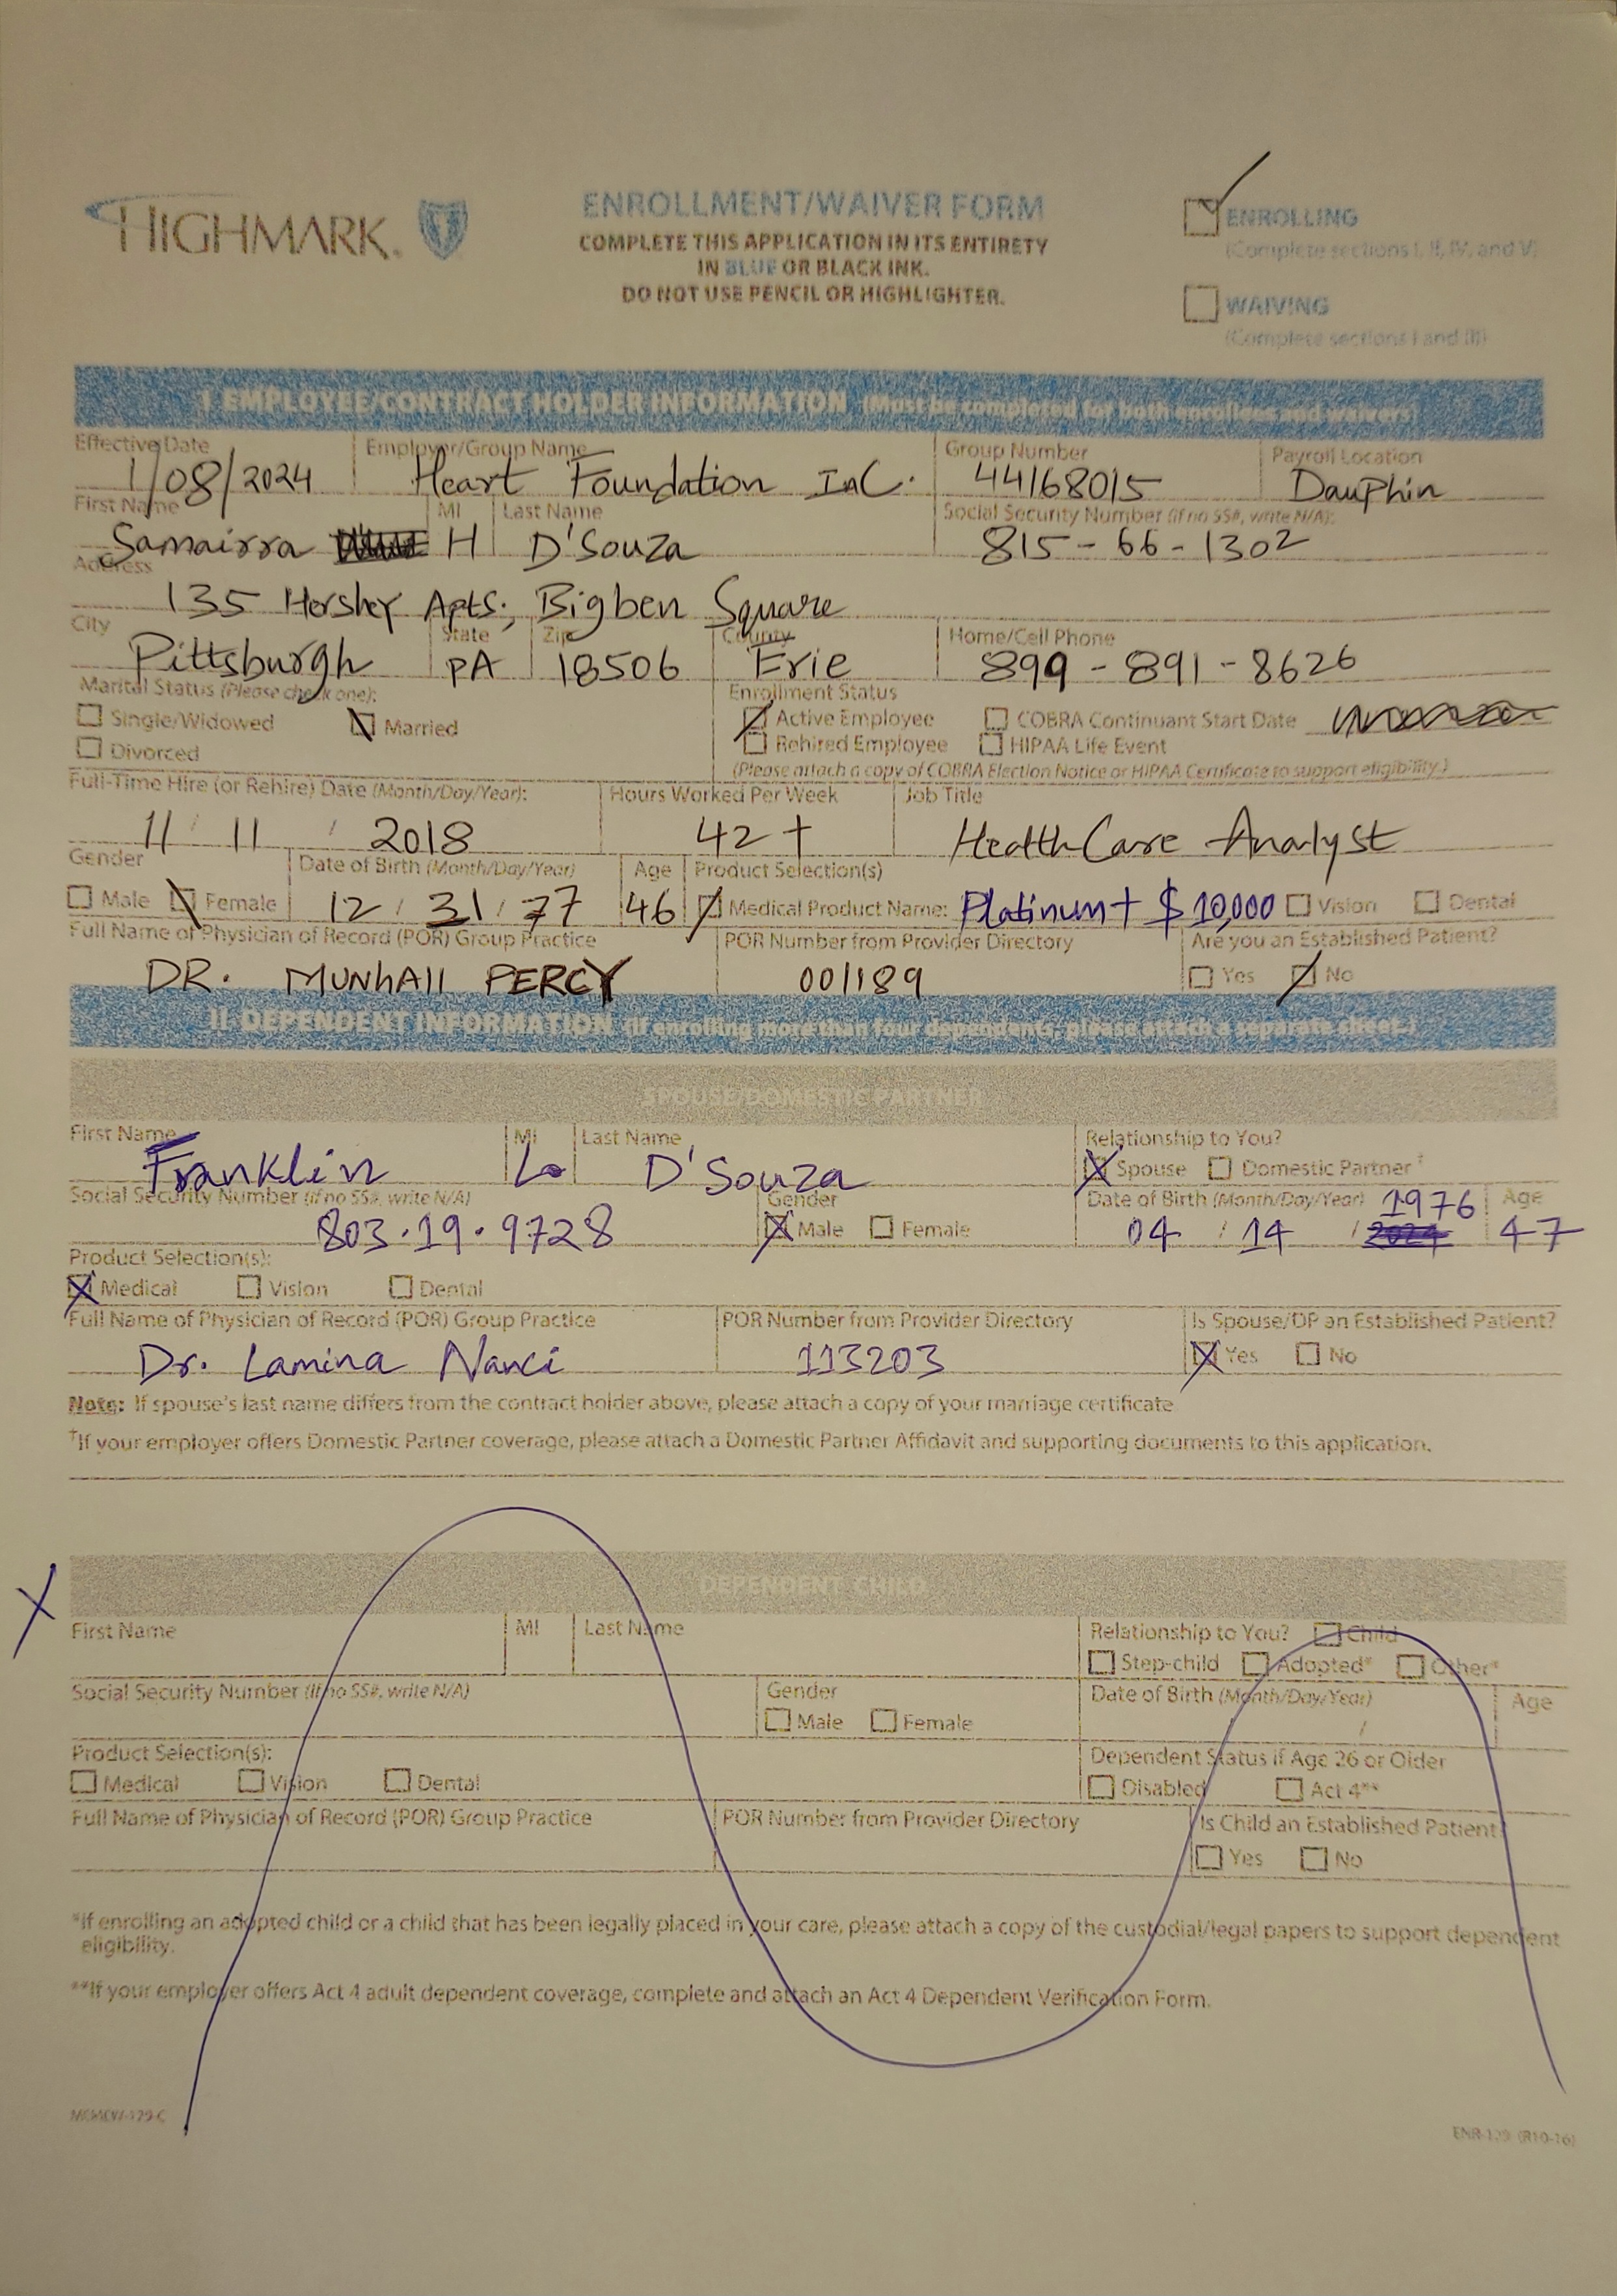 HIGHMARK.
ENROLLMENT/WAIVER FORM
COMPLETE THIS APPLICATION IN ITS ENTIRETY
IN BLUE OR BLACK INK.
DO NOT USE PENCIL OR HIGHLIGHTER.
ENROLLING
(Complete sections I, II, IV, and V)
WAIVING
(Complete sections I and III)
I EMPLOYEE/CONTRACT HOLDER INFORMATION (Must be completed for both enrollees and waivers)
Effective Date Employer/Group Name Group Number Payroll Location
1/08/2024 Heart Foundation InC. 44168015 DauPhin
First Name MI Last Name Social Security Number (if no SS#, write N/A):
Samairra H D'Souza 815-66-1302
Address
135 Hershey Apts; Bigben Square
City State Zip County Home/Cell Phone
Pittsburgh PA 18506 Erie 899-891-8626
Marital Status (Please check one): Enrollment Status
Single/Widowed Married Active Employee COBRA Continuant Start Date
Divorced Rehired Employee HIPAA Life Event
(Please attach a copy of COBRA Election Notice or HIPAA Certificate to support eligibility.)
Full-Time Hire (or Rehire) Date (Month/Day/Year): Hours Worked Per Week Job Title
11 / 11 / 2018 42+ HealthCare Analyst
Gender Date of Birth (Month/Day/Year) Age Product Selection(s)
Male Female 12 / 31 / 77 46 Medical Product Name: Platinum+ $10,000 Vision Dental
Full Name of Physician of Record (POR) Group Practice POR Number from Provider Directory Are you an Established Patient?
DR. MUNhAll PERCY 001189 Yes No
II DEPENDENT INFORMATION (If enrolling more than four dependents, please attach a separate sheet.)
SPOUSE/DOMESTIC PARTNER
First Name MI Last Name Relationship to You?
Franklin L D'Souza Spouse Domestic Partner†
Social Security Number (if no SS#, write N/A) Gender Date of Birth (Month/Day/Year) 1976 Age
803.19.9728 Male Female 04 / 14 / 47
Product Selection(s):
Medical Vision Dental
Full Name of Physician of Record (POR) Group Practice POR Number from Provider Directory Is Spouse/DP an Established Patient?
Dr. Lamina Nanci 113203 Yes No
Note: If spouse's last name differs from the contract holder above, please attach a copy of your marriage certificate
†If your employer offers Domestic Partner coverage, please attach a Domestic Partner Affidavit and supporting documents to this application.
X
DEPENDENT CHILD
First Name MI Last Name Relationship to You? Child
Step-child Adopted* Other*
Social Security Number (if no SS#, write N/A) Gender Date of Birth (Month/Day/Year) Age
Male Female / /
Product Selection(s): Dependent Status if Age 26 or Older
Medical Vision Dental Disabled Act 4**
Full Name of Physician of Record (POR) Group Practice POR Number from Provider Directory Is Child an Established Patient?
Yes No
*If enrolling an adopted child or a child that has been legally placed in your care, please attach a copy of the custodial/legal papers to support dependent
eligibility.
**If your employer offers Act 4 adult dependent coverage, complete and attach an Act 4 Dependent Verification Form.
ENR-129 (R10-16)